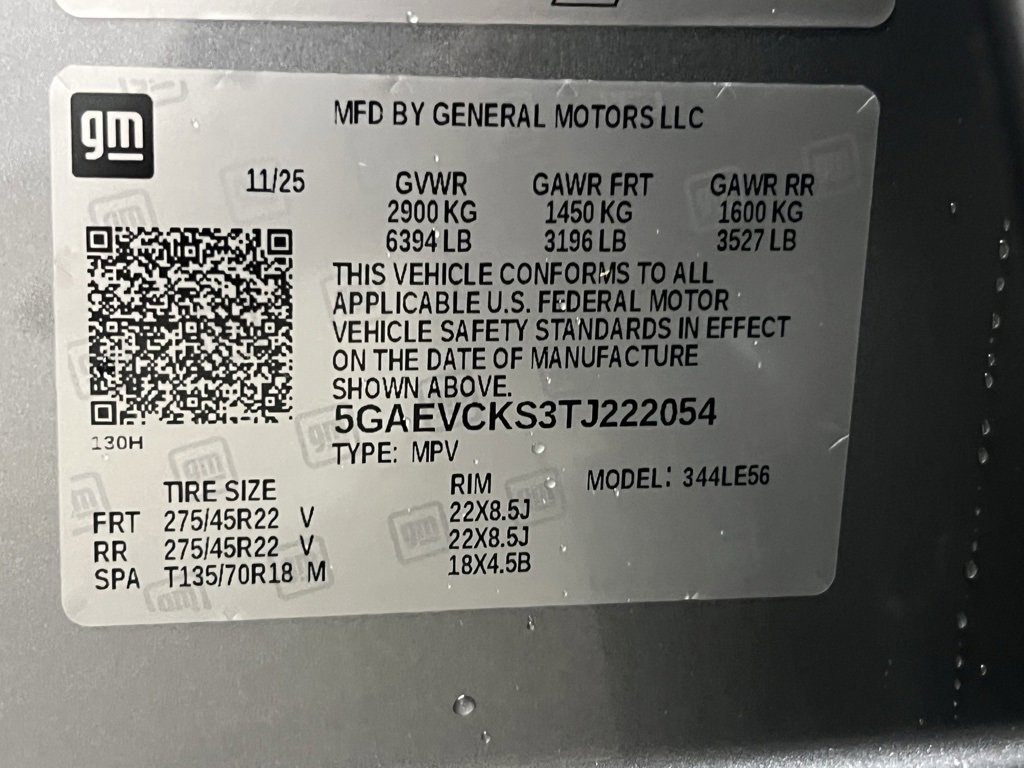 gm
MFD BY GENERAL MOTORS LLC
11/25 GVWR GAWR FRT GAWR RR
2900 KG 1450 KG 1600 KG
6394 LB 3196 LB 3527 LB
THIS VEHICLE CONFORMS TO ALL
APPLICABLE U.S. FEDERAL MOTOR
VEHICLE SAFETY STANDARDS IN EFFECT
ON THE DATE OF MANUFACTURE
SHOWN ABOVE.
5GAEVCKS3TJ222054
130H
TYPE: MPV
TIRE SIZE RIM MODEL: 344LE56
FRT 275/45R22 V 22X8.5J
RR 275/45R22 V 22X8.5J
SPA T135/70R18 M 18X4.5B